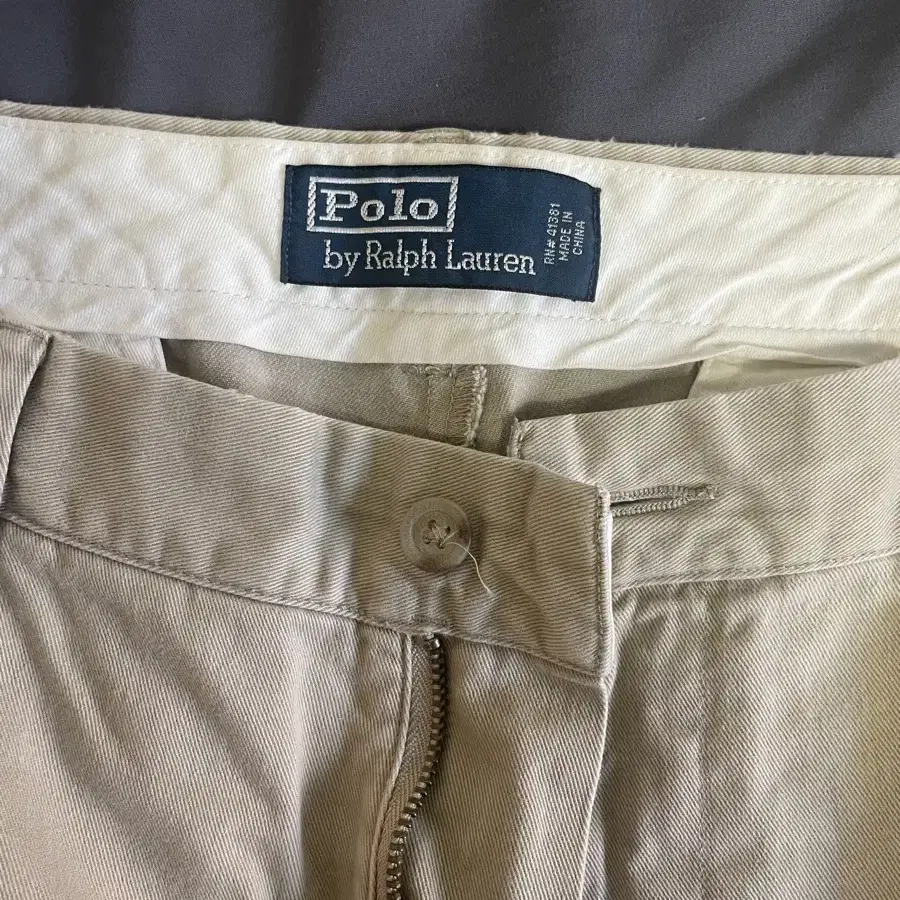 Polo
by Ralph Lauren
RN# 41381
MADE IN
CHINA